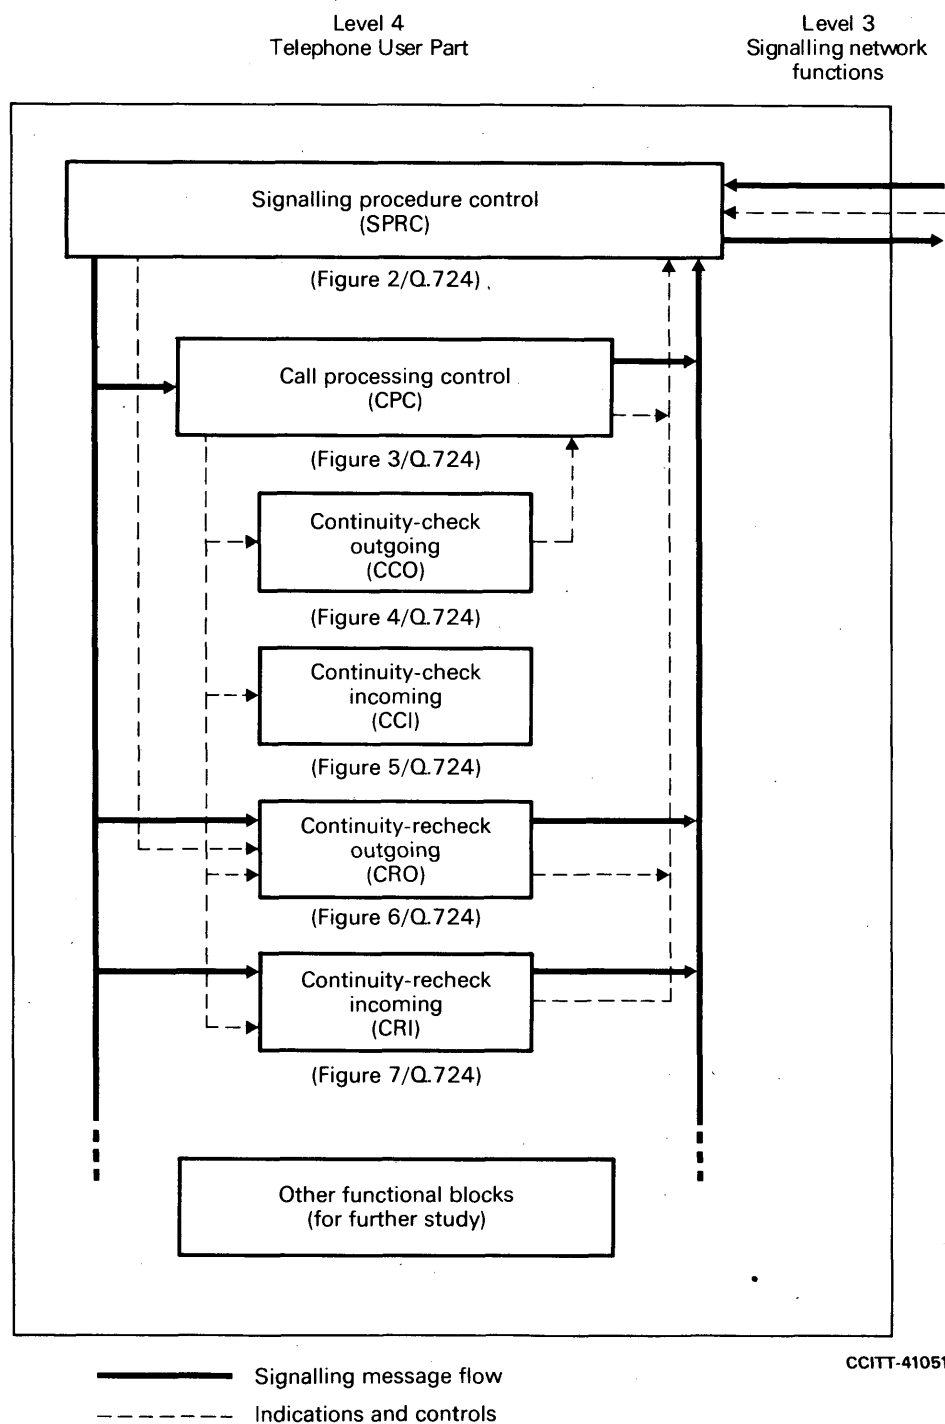 Level 4
Telephone User Part
Level 3
Signalling network
functions
Signalling procedure control
(SPRC)
(Figure 2/Q.724)
Call processing control
(CPC)
(Figure 3/Q.724)
Continuity-check
outgoing
(CCO)
(Figure 4/Q.724)
Continuity-check
incoming
(CCI)
(Figure 5/Q.724)
Continuity-recheck
outgoing
(CRO)
(Figure 6/Q.724)
Continuity-recheck
incoming
(CRI)
(Figure 7/Q.724)
Other functional blocks
(for further study)
CCITT-41051
Signalling message flow
Indications and controls